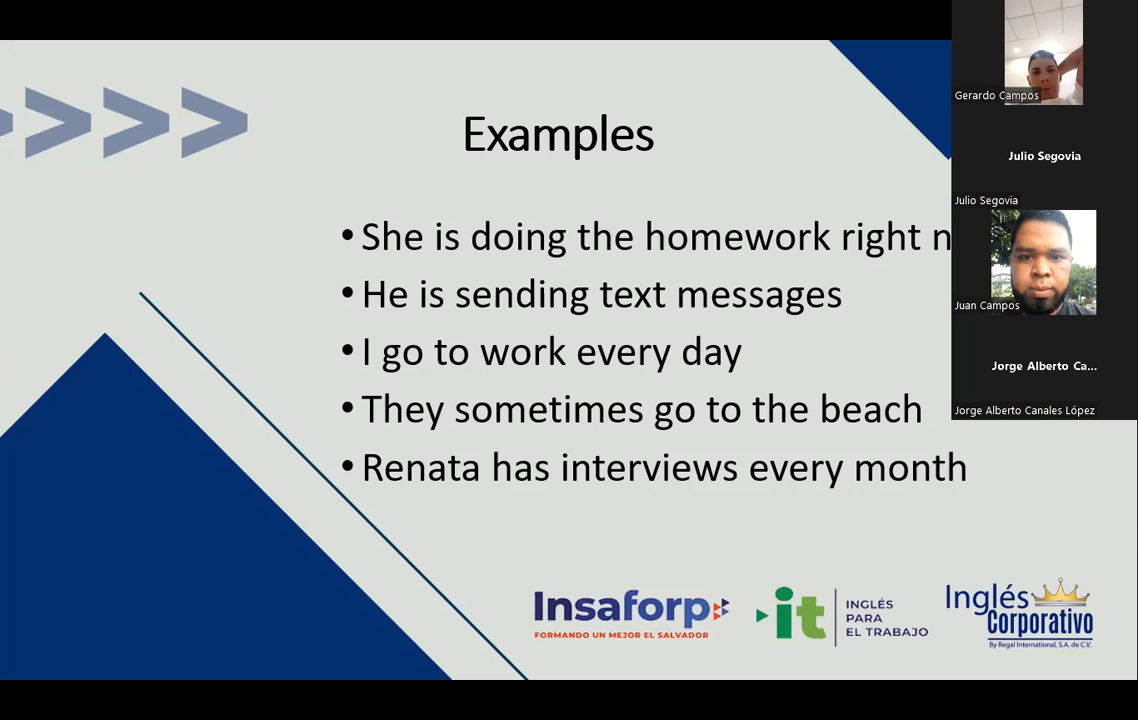 Examples
• She is doing the homework right
• He is sending text messages
• I go to work every day
• They sometimes go to the beach
• Renata has interviews every month
Gerardo Campos
Julio Segovia
Julio Segovia
Juan Campos
Jorge Alberto Ca...
Jorge Alberto Canales López
Insaforp
FORMANDO UN MEJOR EL SALVADOR
it
INGLÉS
PARA
EL TRABAJO
Inglés
Corporativo
By Regal International, S.A. de C.V.